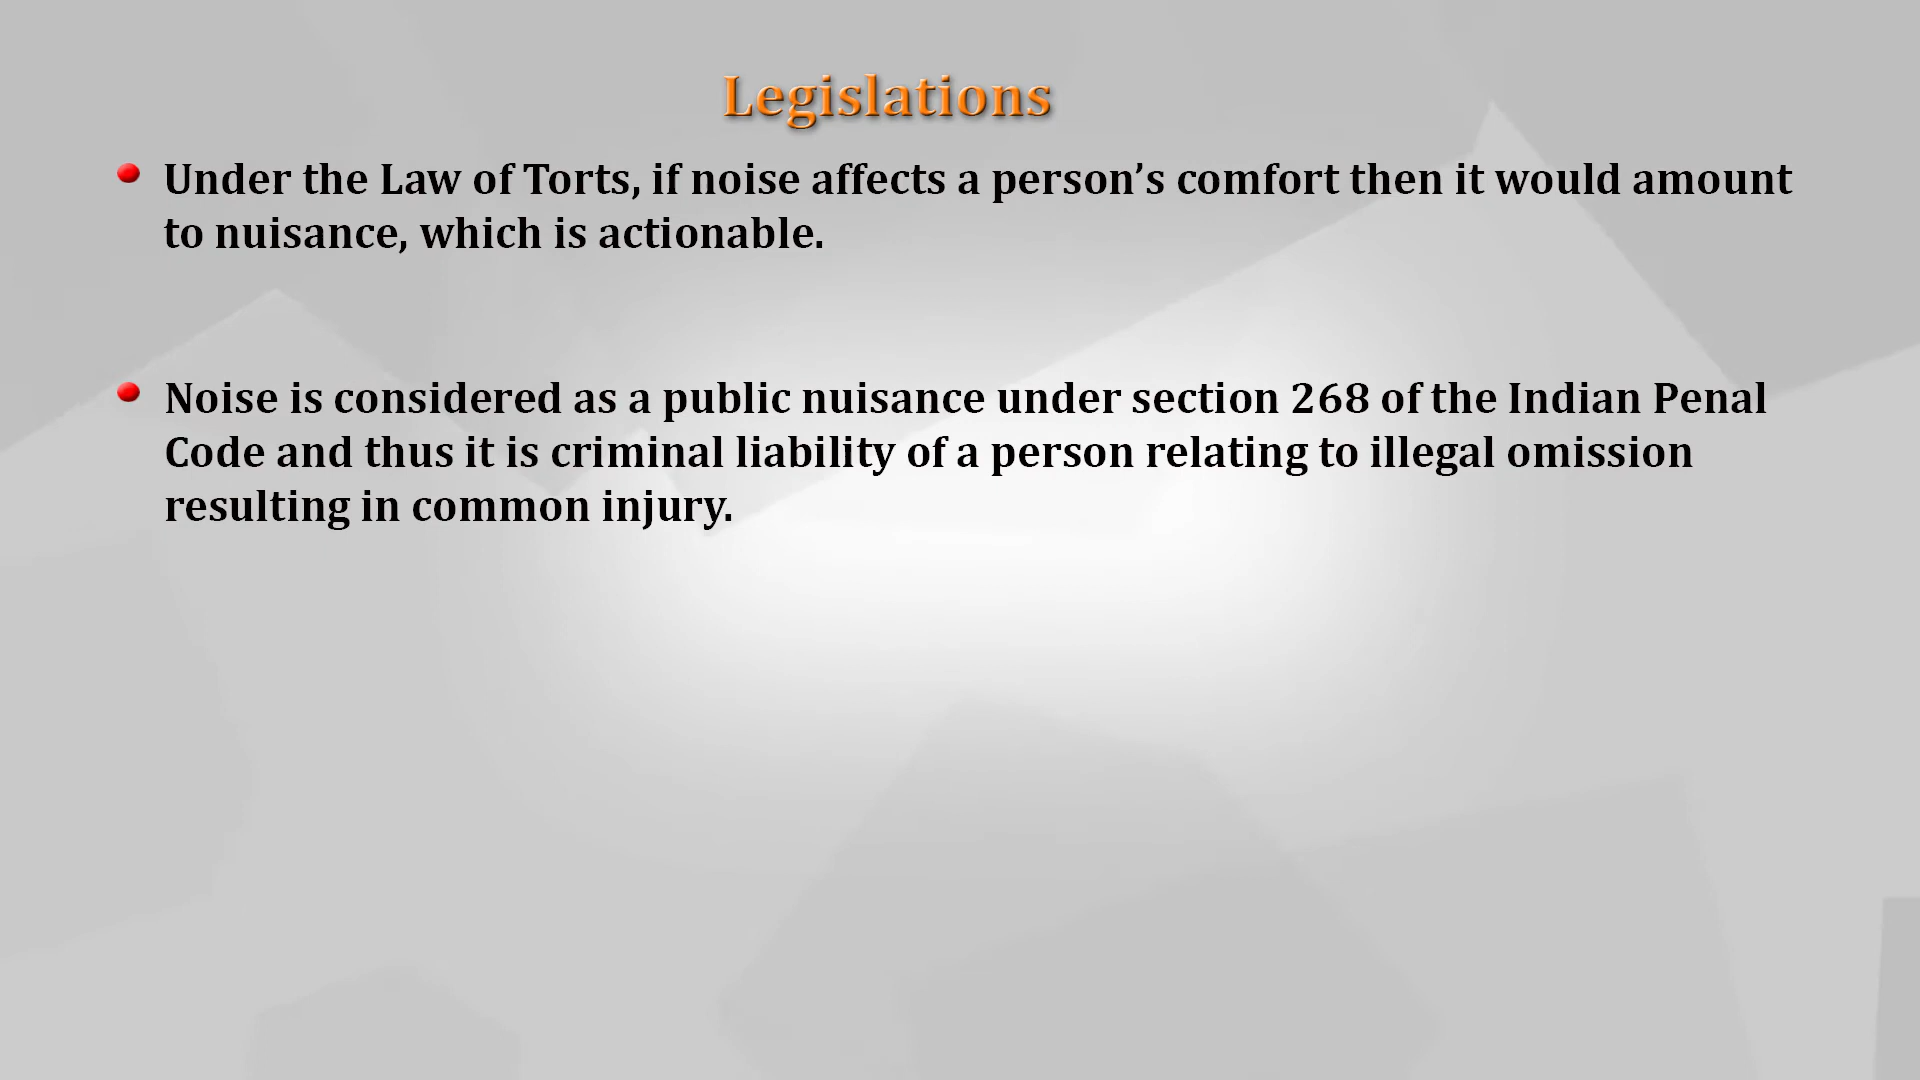 Legislations
Under the Law of Torts, if noise affects a person’s comfort then it would amount
to nuisance, which is actionable.
Noise is considered as a public nuisance under section 268 of the Indian Penal
Code and thus it is criminal liability of a person relating to illegal omission
resulting in common injury.